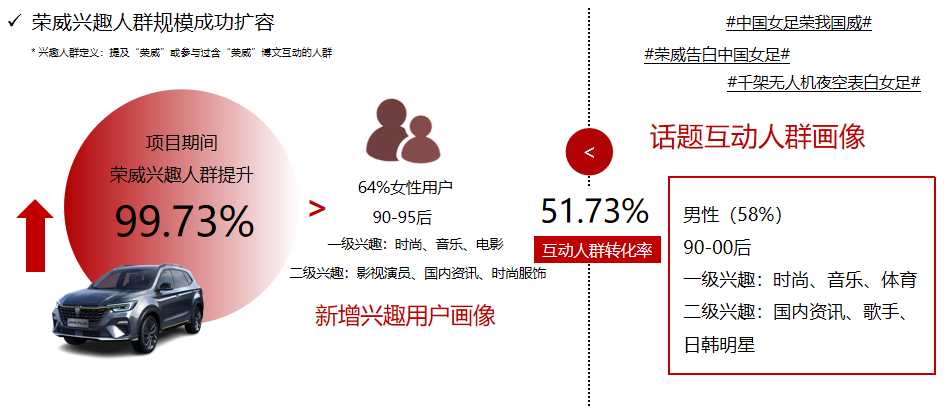 ✓ 荣威兴趣人群规模成功扩容
* 兴趣人群定义：提及“荣威”或参与过含“荣威”博文互动的人群
项目期间
荣威兴趣人群提升
99.73%
>
64%女性用户
90-95后
一级兴趣：时尚、音乐、电影
二级兴趣：影视演员、国内资讯、时尚服饰
新增兴趣用户画像
<
51.73%
互动人群转化率
#中国女足荣我国威#
#荣威告白中国女足#
#千架无人机夜空表白女足#
话题互动人群画像
男性（58%）
90-00后
一级兴趣：时尚、音乐、体育
二级兴趣：国内资讯、歌手、
日韩明星